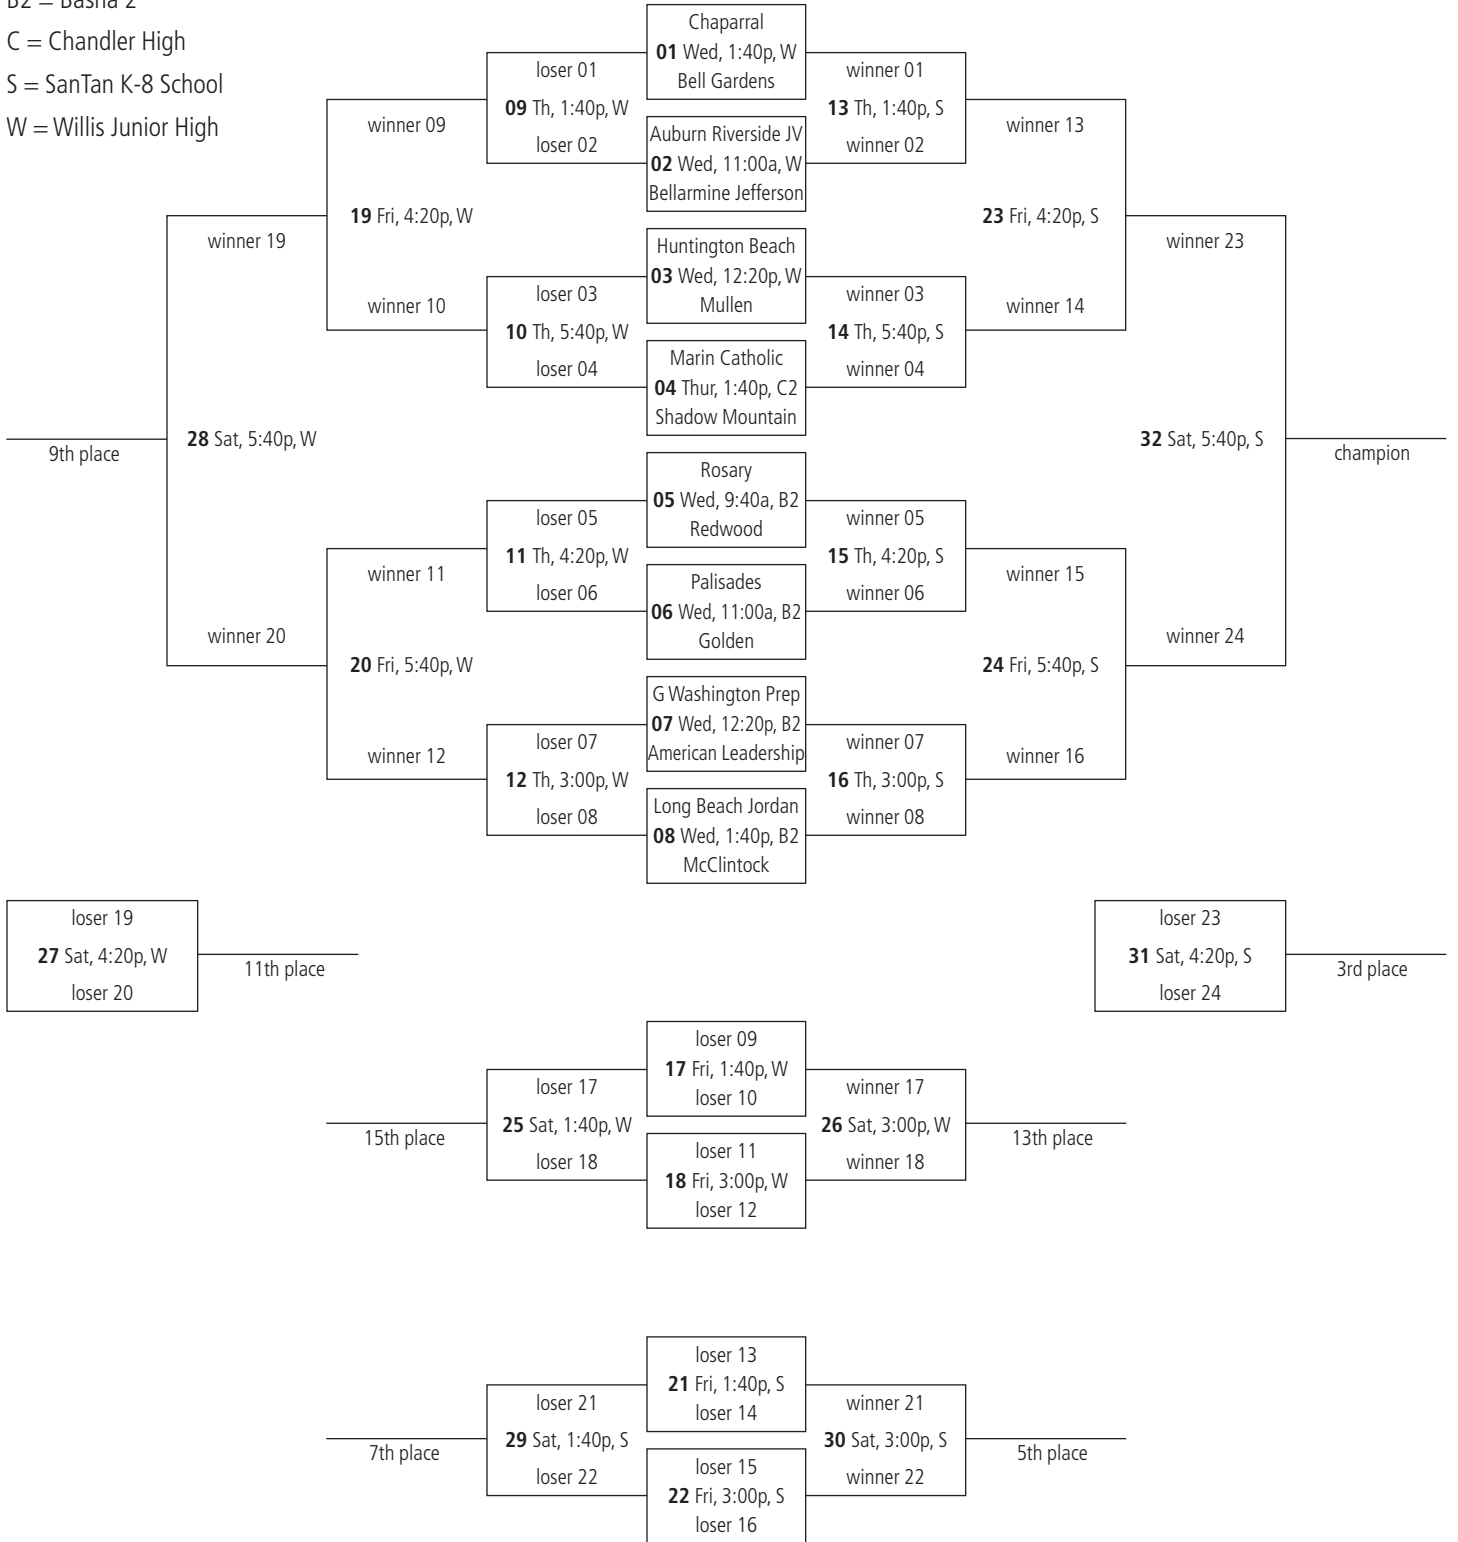 B2 = Basha 2
C = Chandler High
S = SanTan K-8 School
W = Willis Junior High
Chaparral
01 Wed, 1:40p, W
Bell Gardens
Auburn Riverside JV
02 Wed, 11:00a, W
Bellarmine Jefferson
Huntington Beach
03 Wed, 12:20p, W
Mullen
Marin Catholic
04 Thur, 1:40p, C2
Shadow Mountain
Rosary
05 Wed, 9:40a, B2
Redwood
Palisades
06 Wed, 11:00a, B2
Golden
G Washington Prep
07 Wed, 12:20p, B2
American Leadership
Long Beach Jordan
08 Wed, 1:40p, B2
McClintock
loser 01
09 Th, 1:40p, W
loser 02
loser 03
10 Th, 5:40p, W
loser 04
loser 05
11 Th, 4:20p, W
loser 06
loser 07
12 Th, 3:00p, W
loser 08
winner 09
19 Fri, 4:20p, W
winner 10
winner 11
20 Fri, 5:40p, W
winner 12
winner 19
28 Sat, 5:40p, W
winner 20
9th place
winner 01
13 Th, 1:40p, S
winner 02
winner 03
14 Th, 5:40p, S
winner 04
winner 05
15 Th, 4:20p, S
winner 06
winner 07
16 Th, 3:00p, S
winner 08
winner 13
23 Fri, 4:20p, S
winner 14
winner 15
24 Fri, 5:40p, S
winner 16
winner 23
32 Sat, 5:40p, S
winner 24
champion
loser 19
27 Sat, 4:20p, W
loser 20
11th place
loser 23
31 Sat, 4:20p, S
loser 24
3rd place
loser 09
17 Fri, 1:40p, W
loser 10
loser 11
18 Fri, 3:00p, W
loser 12
loser 17
25 Sat, 1:40p, W
loser 18
15th place
winner 17
26 Sat, 3:00p, W
winner 18
13th place
loser 13
21 Fri, 1:40p, S
loser 14
loser 15
22 Fri, 3:00p, S
loser 16
loser 21
29 Sat, 1:40p, S
loser 22
7th place
winner 21
30 Sat, 3:00p, S
winner 22
5th place